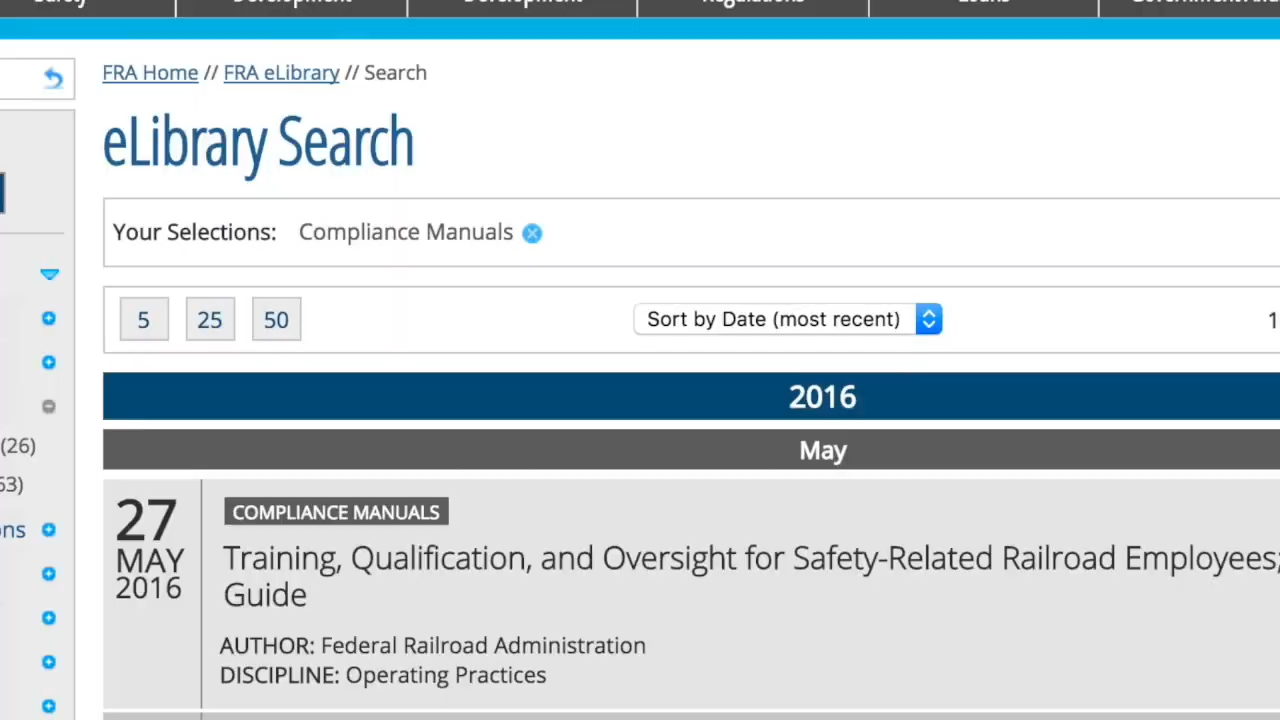 FRA Home // FRA eLibrary // Search
eLibrary Search
Your Selections: Compliance Manuals
5 25 50 Sort by Date (most recent) 1
2016
May
(26)
27 COMPLIANCE MANUALS
MAY Training, Qualification, and Oversight for Safety-Related Railroad Employees;
2016 Guide
AUTHOR: Federal Railroad Administration
DISCIPLINE: Operating Practices